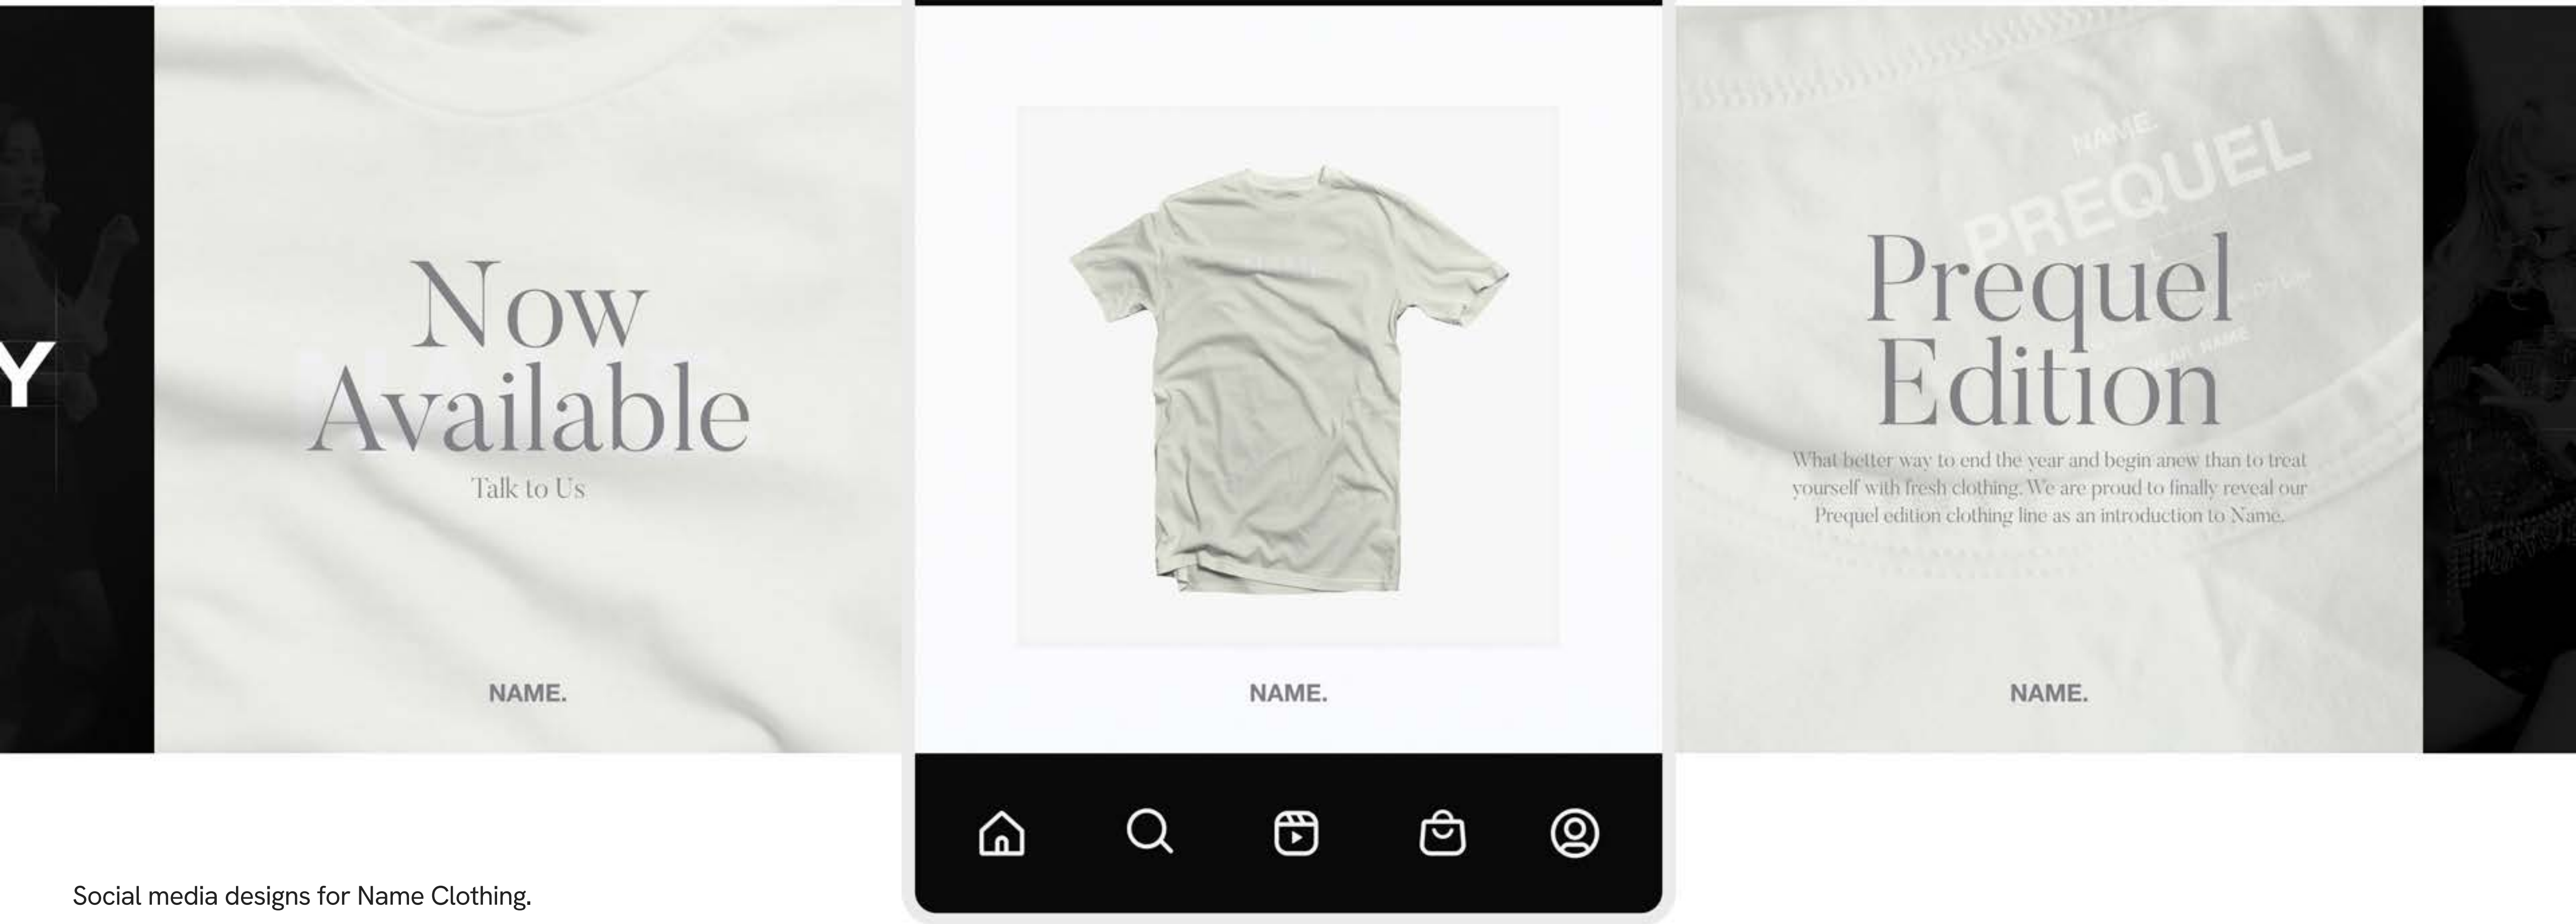 Y
Now
Available
Talk to Us
NAME.
NAME.
NAME.
PREQUEL
L
Prequel
Edition
What better way to end the year and begin anew than to treat
yourself with fresh clothing. We are proud to finally reveal our
Prequel edition clothing line as an introduction to Name.
NAME.
Social media designs for Name Clothing.